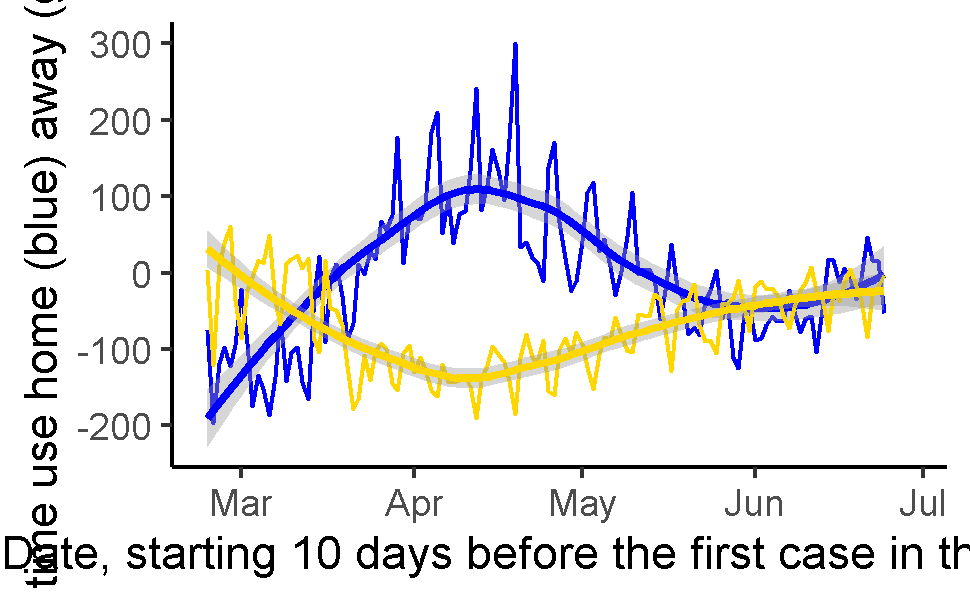 time use home (blue) away (
300
200
100
0
-100
-200
Mar
Apr
May
Jun
Jul
Date, starting 10 days before the first case in th